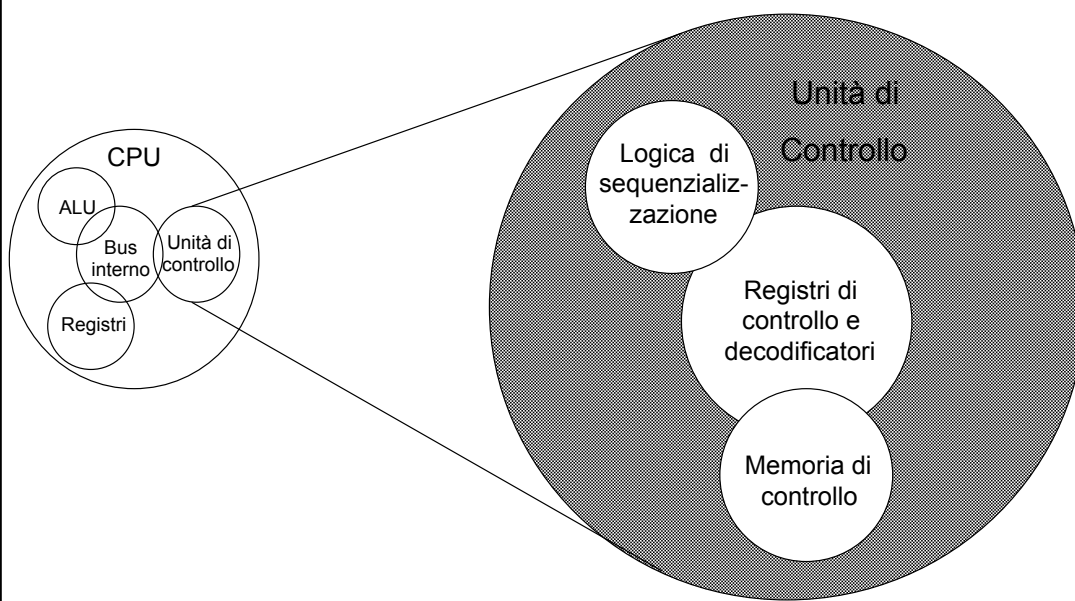 CPU
ALU
Bus
interno
Unità di
controllo
Registri
Unità di
Controllo
Logica di
sequenzializ-
zazione
Registri di
controllo e
decodificatori
Memoria di
controllo